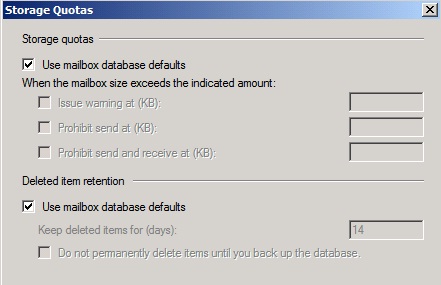 Storage Quotas
Storage quotas
Use mailbox database defaults
When the mailbox size exceeds the indicated amount:
Issue warning at (KB):
Prohibit send at (KB):
Prohibit send and receive at (KB):
Deleted item retention
Use mailbox database defaults
Keep deleted items for (days): 14
Do not permanently delete items until you back up the database.